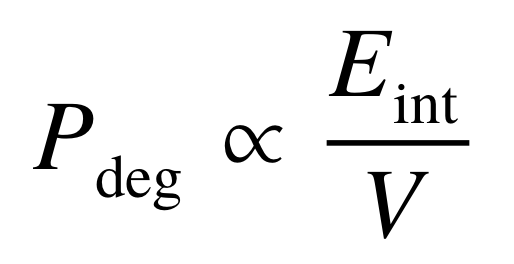 P_deg ∝ E_int / V